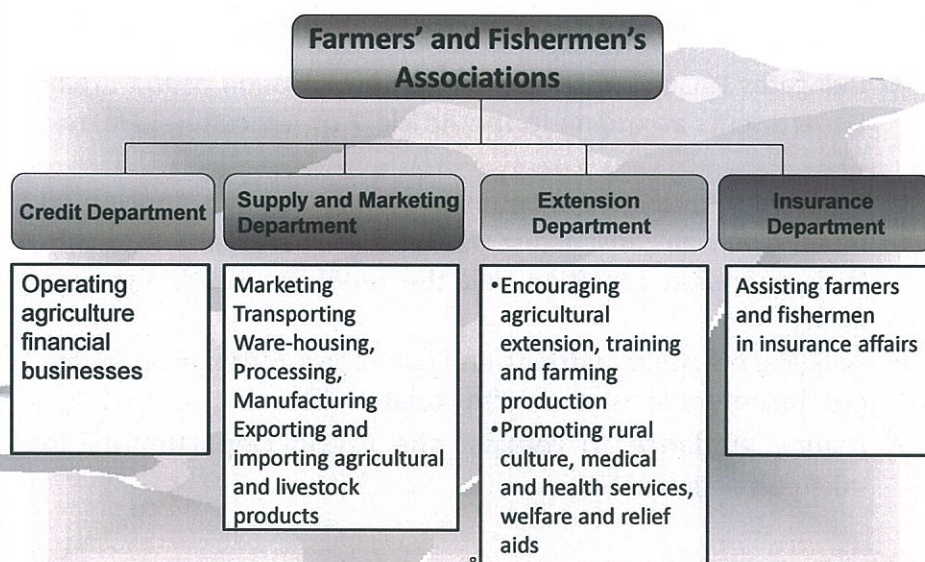 Farmers' and Fishermen's
Associations
Credit Department
Operating
agriculture
financial
businesses
Supply and Marketing
Department
Marketing
Transporting
Ware-housing,
Processing,
Manufacturing
Exporting and
importing agricultural
and livestock
products
Extension
Department
•Encouraging
agricultural
extension, training
and farming
production
•Promoting rural
culture, medical
and health services,
welfare and relief
aids
Insurance
Department
Assisting farmers
and fishermen
in insurance affairs